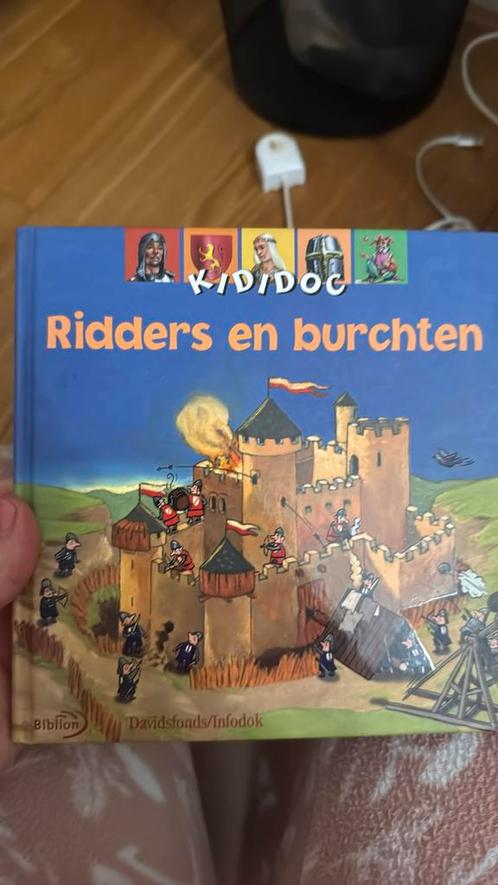 KIDIDOC
Ridders en burchten
Biblion
Davidsfonds/Infodok